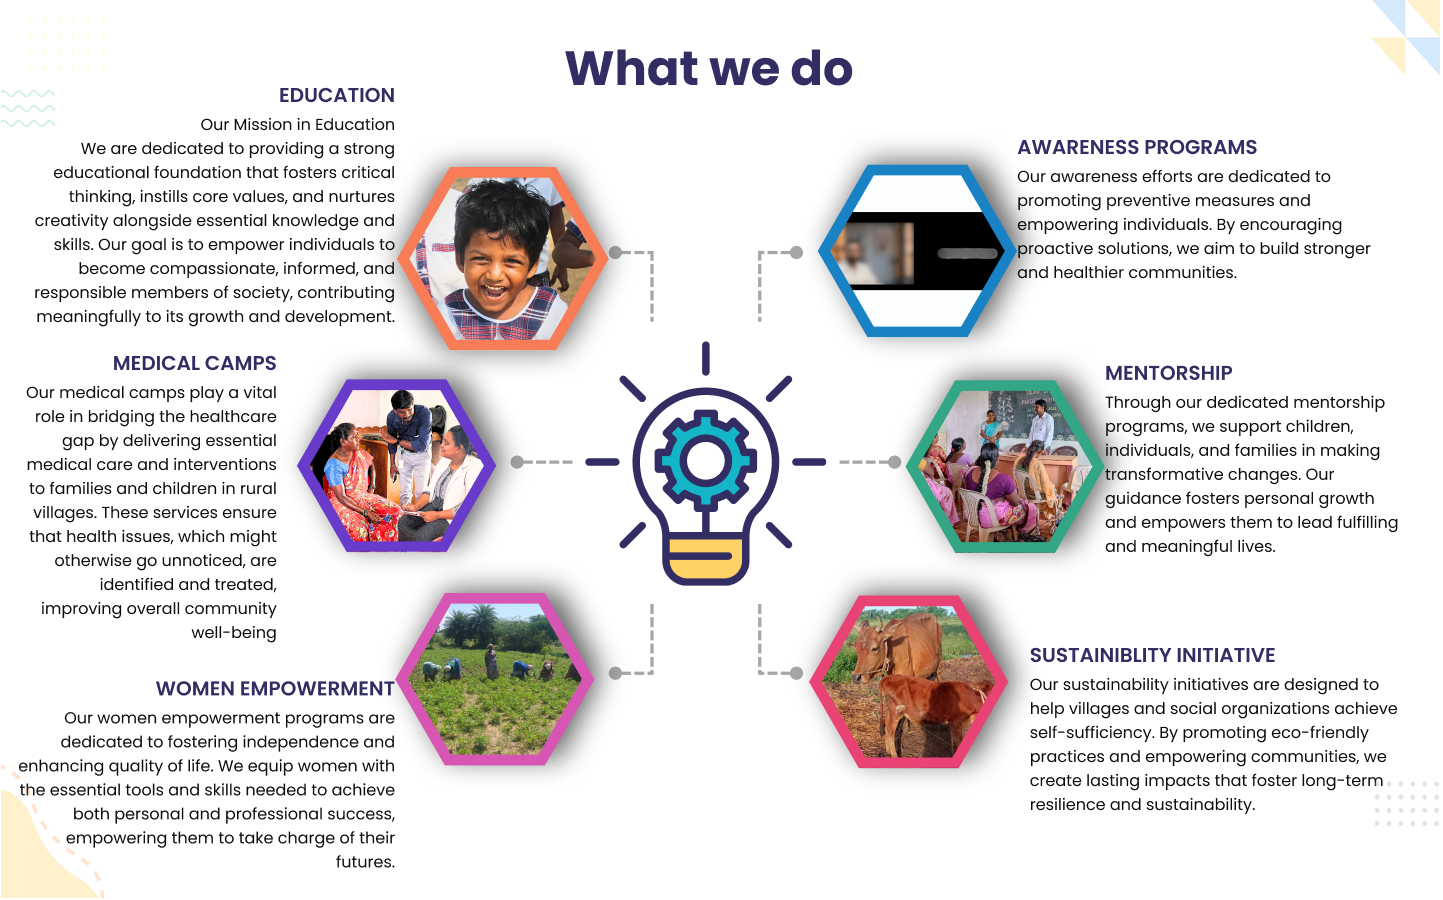 What we do
EDUCATION
Our Mission in Education
We are dedicated to providing a strong
educational foundation that fosters critical
thinking, instills core values, and nurtures
creativity alongside essential knowledge and
skills. Our goal is to empower individuals to
become compassionate, informed, and
responsible members of society, contributing
meaningfully to its growth and development.
MEDICAL CAMPS
Our medical camps play a vital
role in bridging the healthcare
gap by delivering essential
medical care and interventions
to families and children in rural
villages. These services ensure
that health issues, which might
otherwise go unnoticed, are
identified and treated,
improving overall community
well-being
WOMEN EMPOWERMENT
Our women empowerment programs are
dedicated to fostering independence and
enhancing quality of life. We equip women with
the essential tools and skills needed to achieve
both personal and professional success,
empowering them to take charge of their
futures.
AWARENESS PROGRAMS
Our awareness efforts are dedicated to
promoting preventive measures and
empowering individuals. By encouraging
proactive solutions, we aim to build stronger
and healthier communities.
MENTORSHIP
Through our dedicated mentorship
programs, we support children,
individuals, and families in making
transformative changes. Our
guidance fosters personal growth
and empowers them to lead fulfilling
and meaningful lives.
SUSTAINIBLITY INITIATIVE
Our sustainability initiatives are designed to
help villages and social organizations achieve
self-sufficiency. By promoting eco-friendly
practices and empowering communities, we
create lasting impacts that foster long-term
resilience and sustainability.